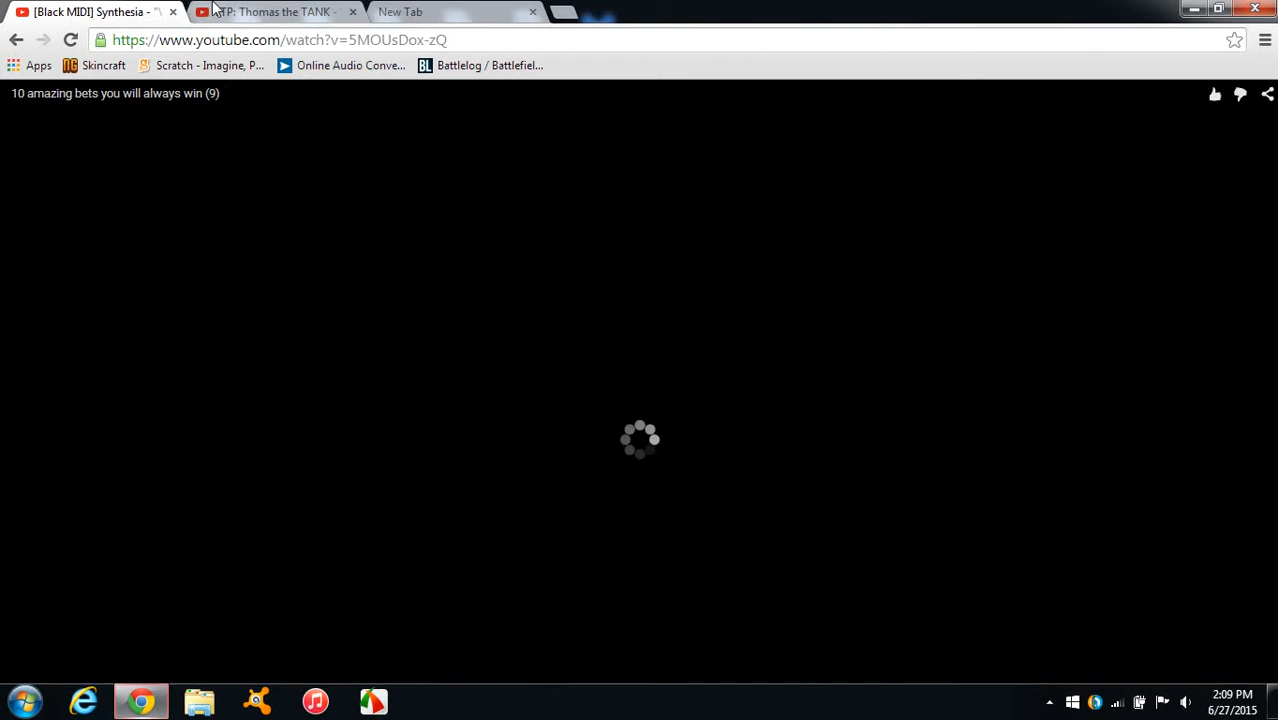 [Black MIDI] Synthesia - "\
TP: Thomas the TANK -
New Tab
https://www.youtube.com/watch?v=5MOUsDox-zQ
Apps
NG Skincraft
Scratch - Imagine, P...
Online Audio Conve...
BL Battlelog / Battlefiel...
10 amazing bets you will always win (9)
2:09 PM
6/27/2015